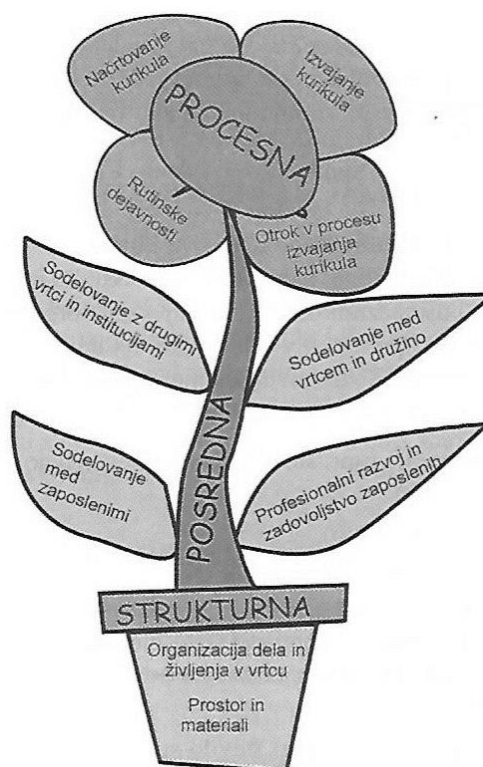 Načrtovanje
kurikula
Izvajanje
kurikula
PROCESNA
Rutinske
dejavnosti
Otrok v procesu
izvajanja
kurikula
Sodelovanje z drugimi
vrtci in institucijami
Sodelovanje med
vrtcem in družino
POSREDNA
Sodelovanje
med
zaposlenimi
Profesionalni razvoj in
zadovoljstvo zaposlenih
STRUKTURNA
Organizacija dela in
življenja v vrtcu
Prostor in
materiali